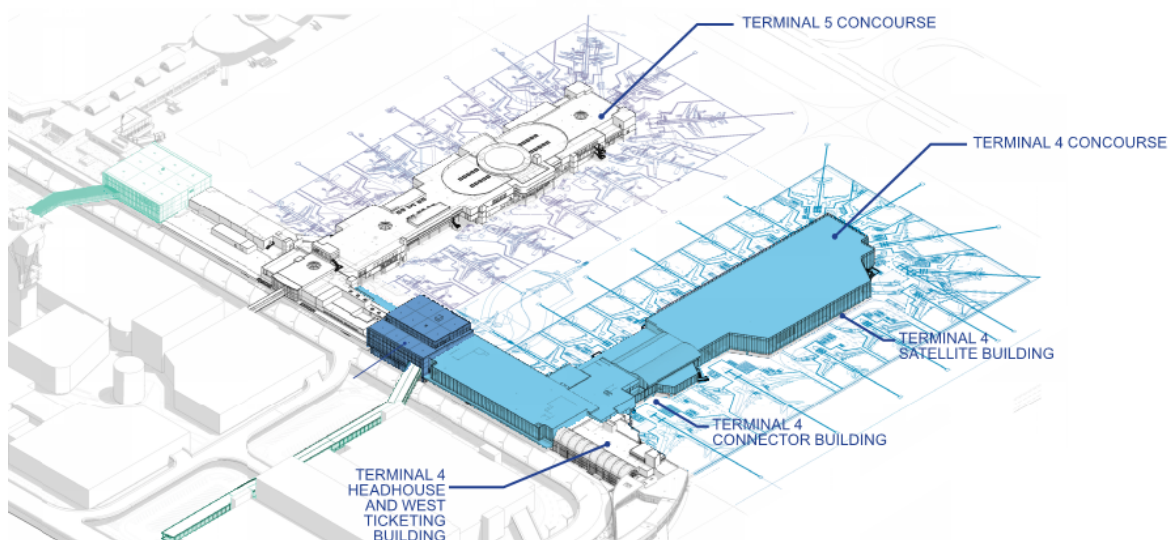 TERMINAL 5 CONCOURSE
TERMINAL 4 CONCOURSE
TERMINAL 4
SATELLITE BUILDING
TERMINAL 4
CONNECTOR BUILDING
TERMINAL 4
HEADHOUSE
AND WEST
TICKETING
BUILDING